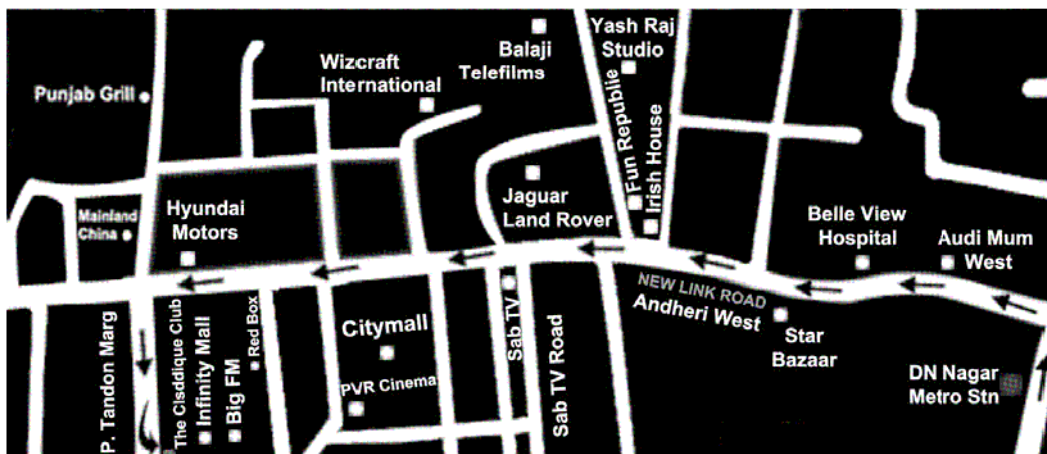 Yash Raj
Studio
Balaji
Telefilms
Wizcraft
International
Punjab Grill
Fun Republie
Irish House
Jaguar
Land Rover
Mainland
China
Hyundai
Motors
Belle View
Hospital
Audi Mum
West
NEW LINK ROAD
Andheri West
Star
Bazaar
DN Nagar
Metro Stn
P. Tandon Marg
The Clsddique Club
Infinity Mall
Big FM
Red Box
Citymall
PVR Cinema
Sab TV
Sab TV Road